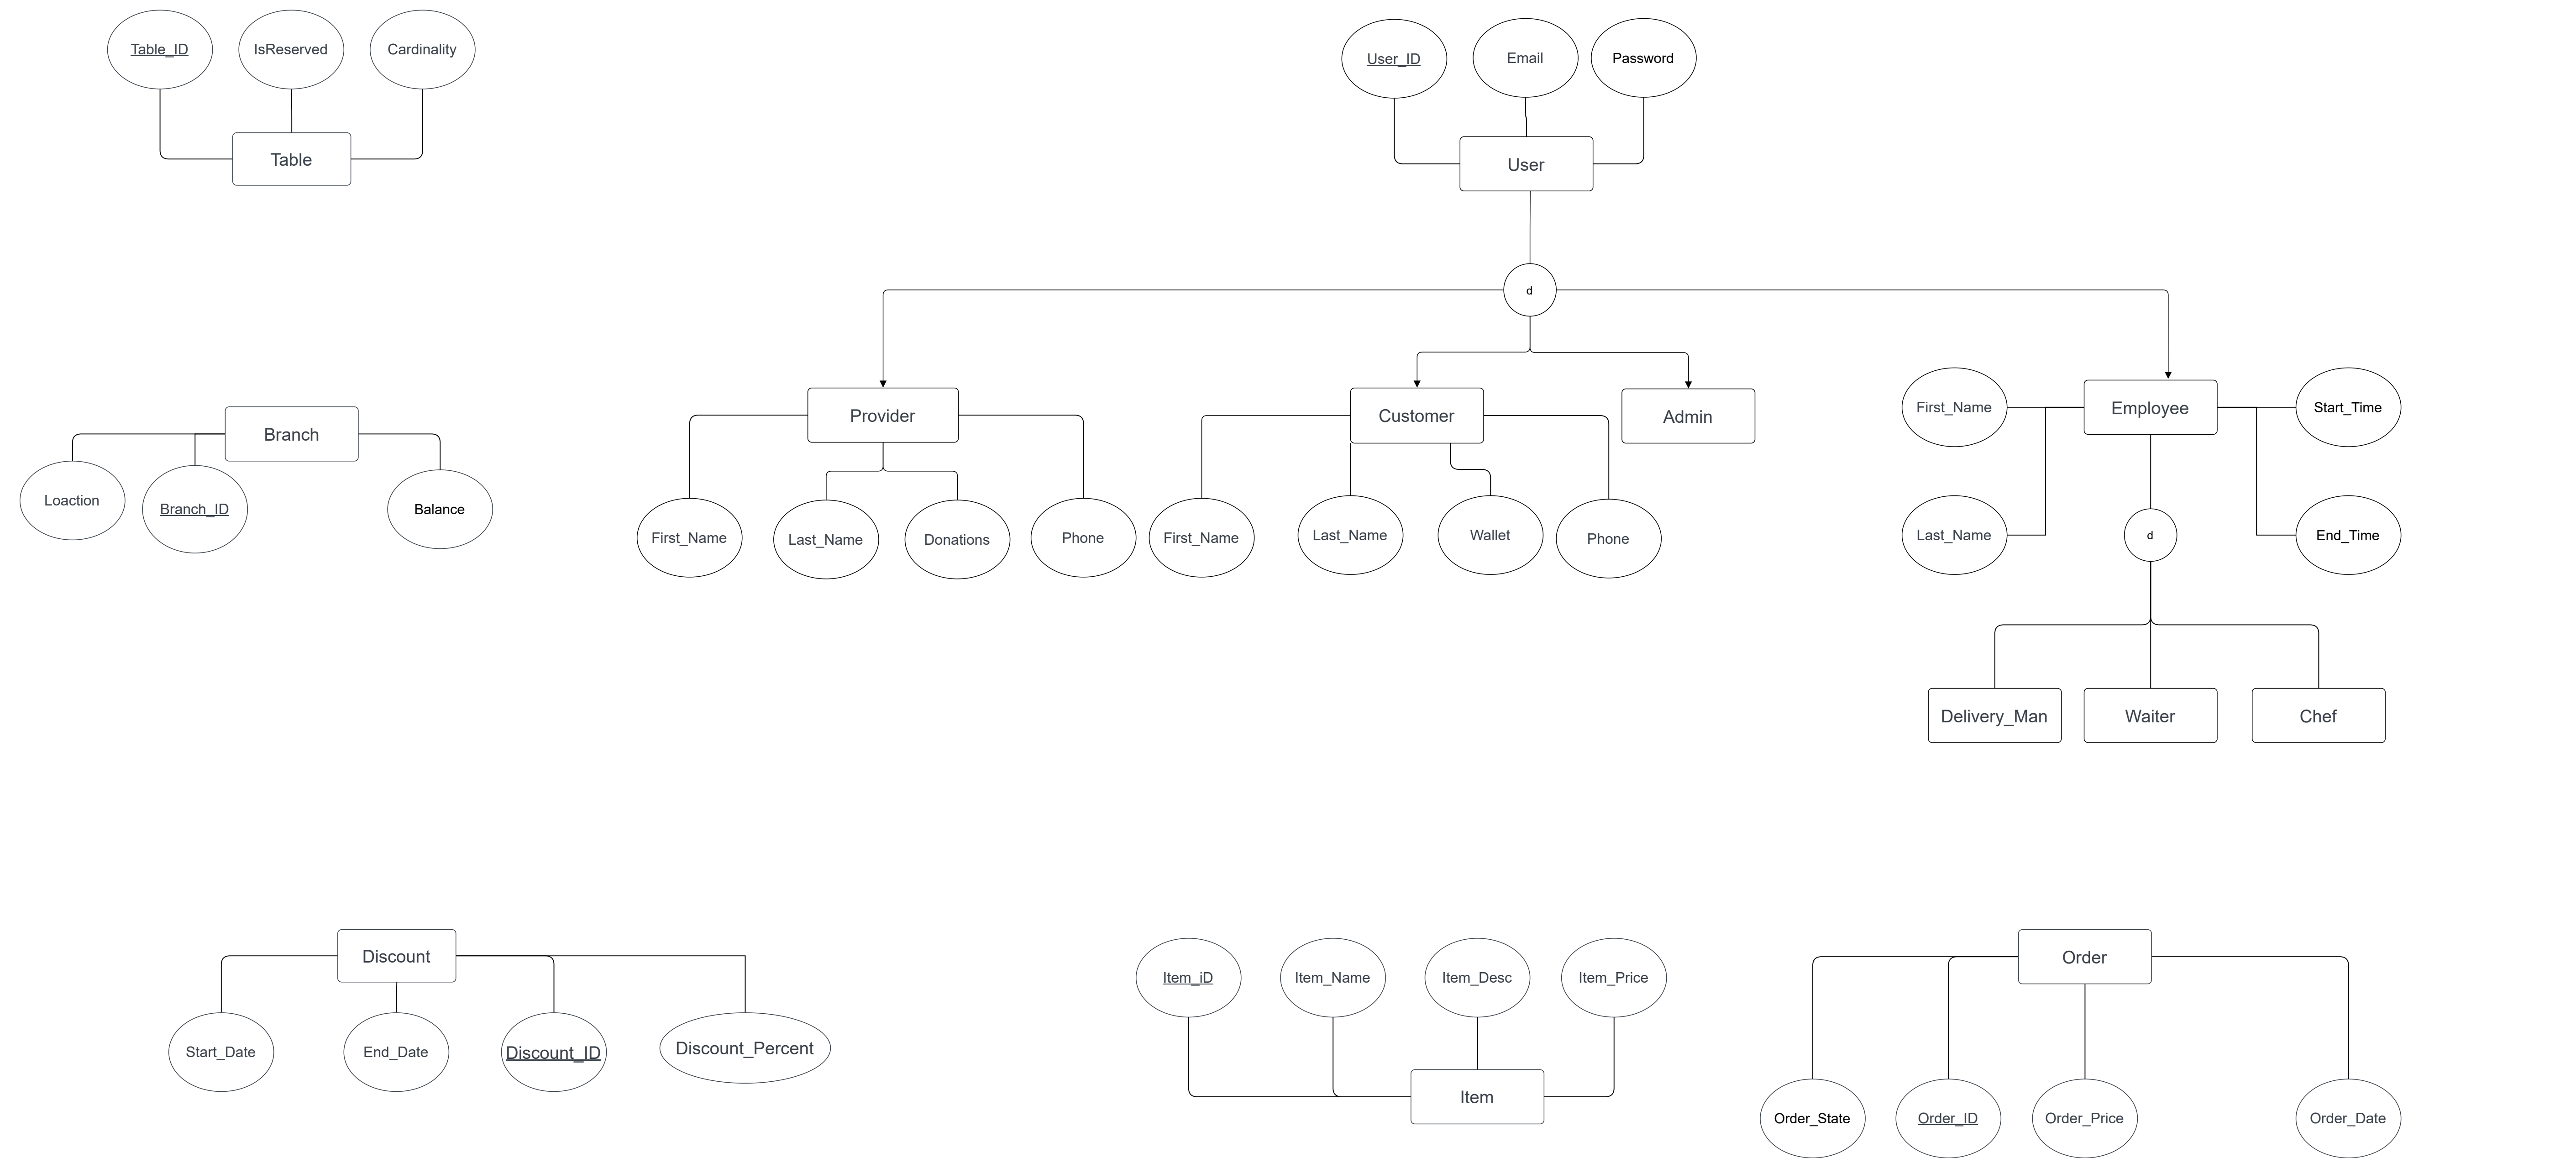 Table_ID
IsReserved
Cardinality
Table
User_ID
Email
Password
User
d
Branch
Loaction
Branch_ID
Balance
Provider
First_Name
Last_Name
Donations
Phone
Customer
First_Name
Last_Name
Wallet
Phone
Admin
Employee
First_Name
Start_Time
Last_Name
d
End_Time
Delivery_Man
Waiter
Chef
Discount
Start_Date
End_Date
Discount_ID
Discount_Percent
Item_iD
Item_Name
Item_Desc
Item_Price
Item
Order
Order_State
Order_ID
Order_Price
Order_Date